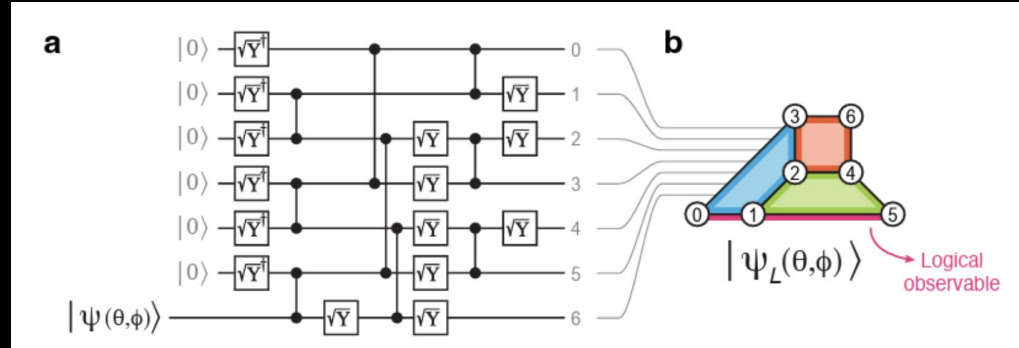 a
b
|0⟩ √Y† 0
|0⟩ √Y† √Y 1
|0⟩ √Y† √Y √Y 2
|0⟩ √Y† √Y 3
|0⟩ √Y† √Y √Y 4
|0⟩ √Y† √Y 5
|ψ(θ,ϕ)⟩ √Y √Y 6
3 6
2 4
0 1 5
|ψL(θ,ϕ)⟩
Logical
observable